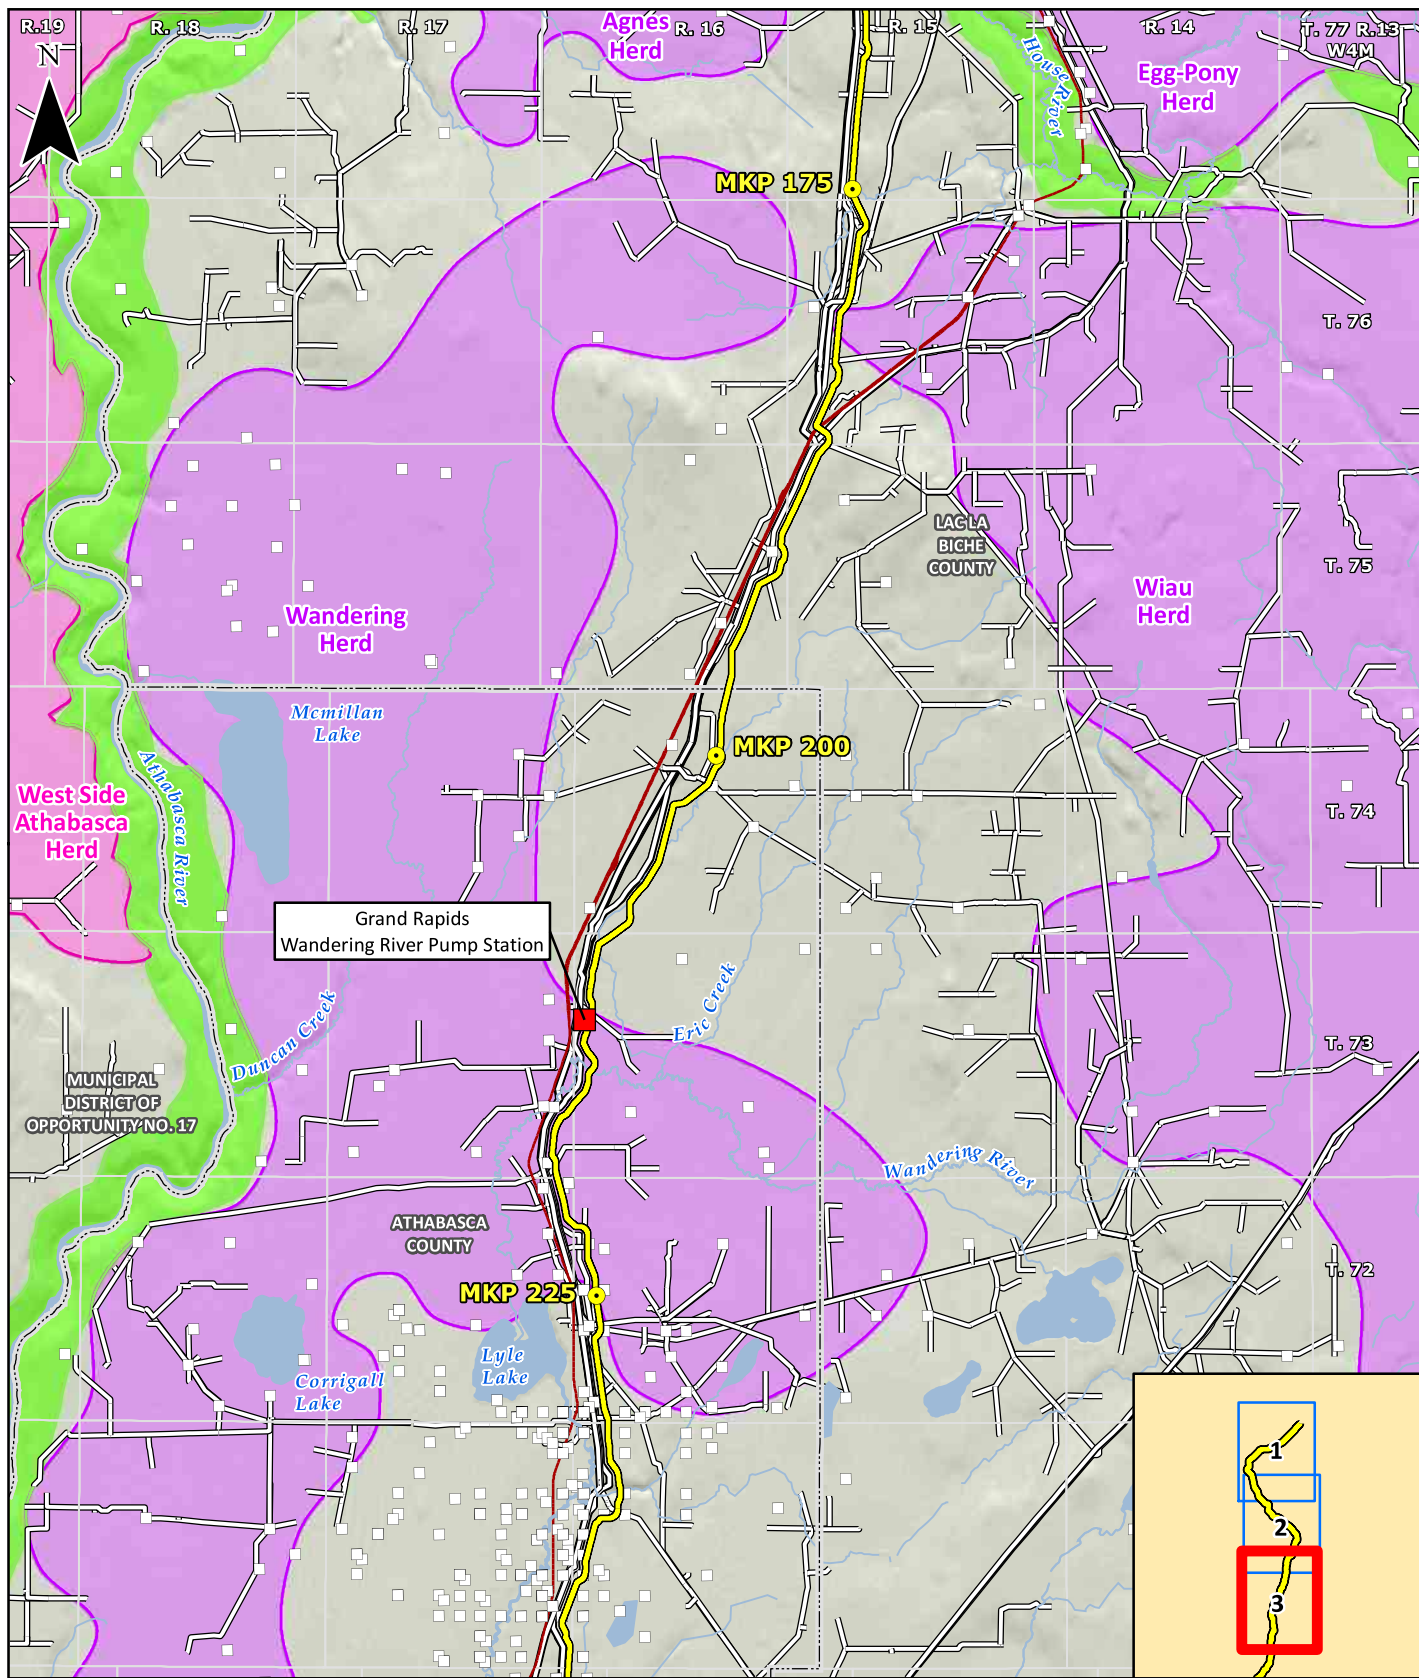 R.19
R. 18
R. 17
R. 16
R. 15
R. 14
T. 77 R.13
W4M
N
Agnes
Herd
House River
Egg-Pony
Herd
MKP 175
T. 76
LAC LA
BICHE
COUNTY
T. 75
Wandering
Herd
Wiau
Herd
Mcmillan
Lake
MKP 200
Athabasca River
West Side
Athabasca
Herd
T. 74
Grand Rapids
Wandering River Pump Station
Eric Creek
Duncan Creek
T. 73
MUNICIPAL
DISTRICT OF
OPPORTUNITY NO. 17
Wandering River
ATHABASCA
COUNTY
T. 72
MKP 225
Lyle
Lake
Corrigall
Lake
1
2
3